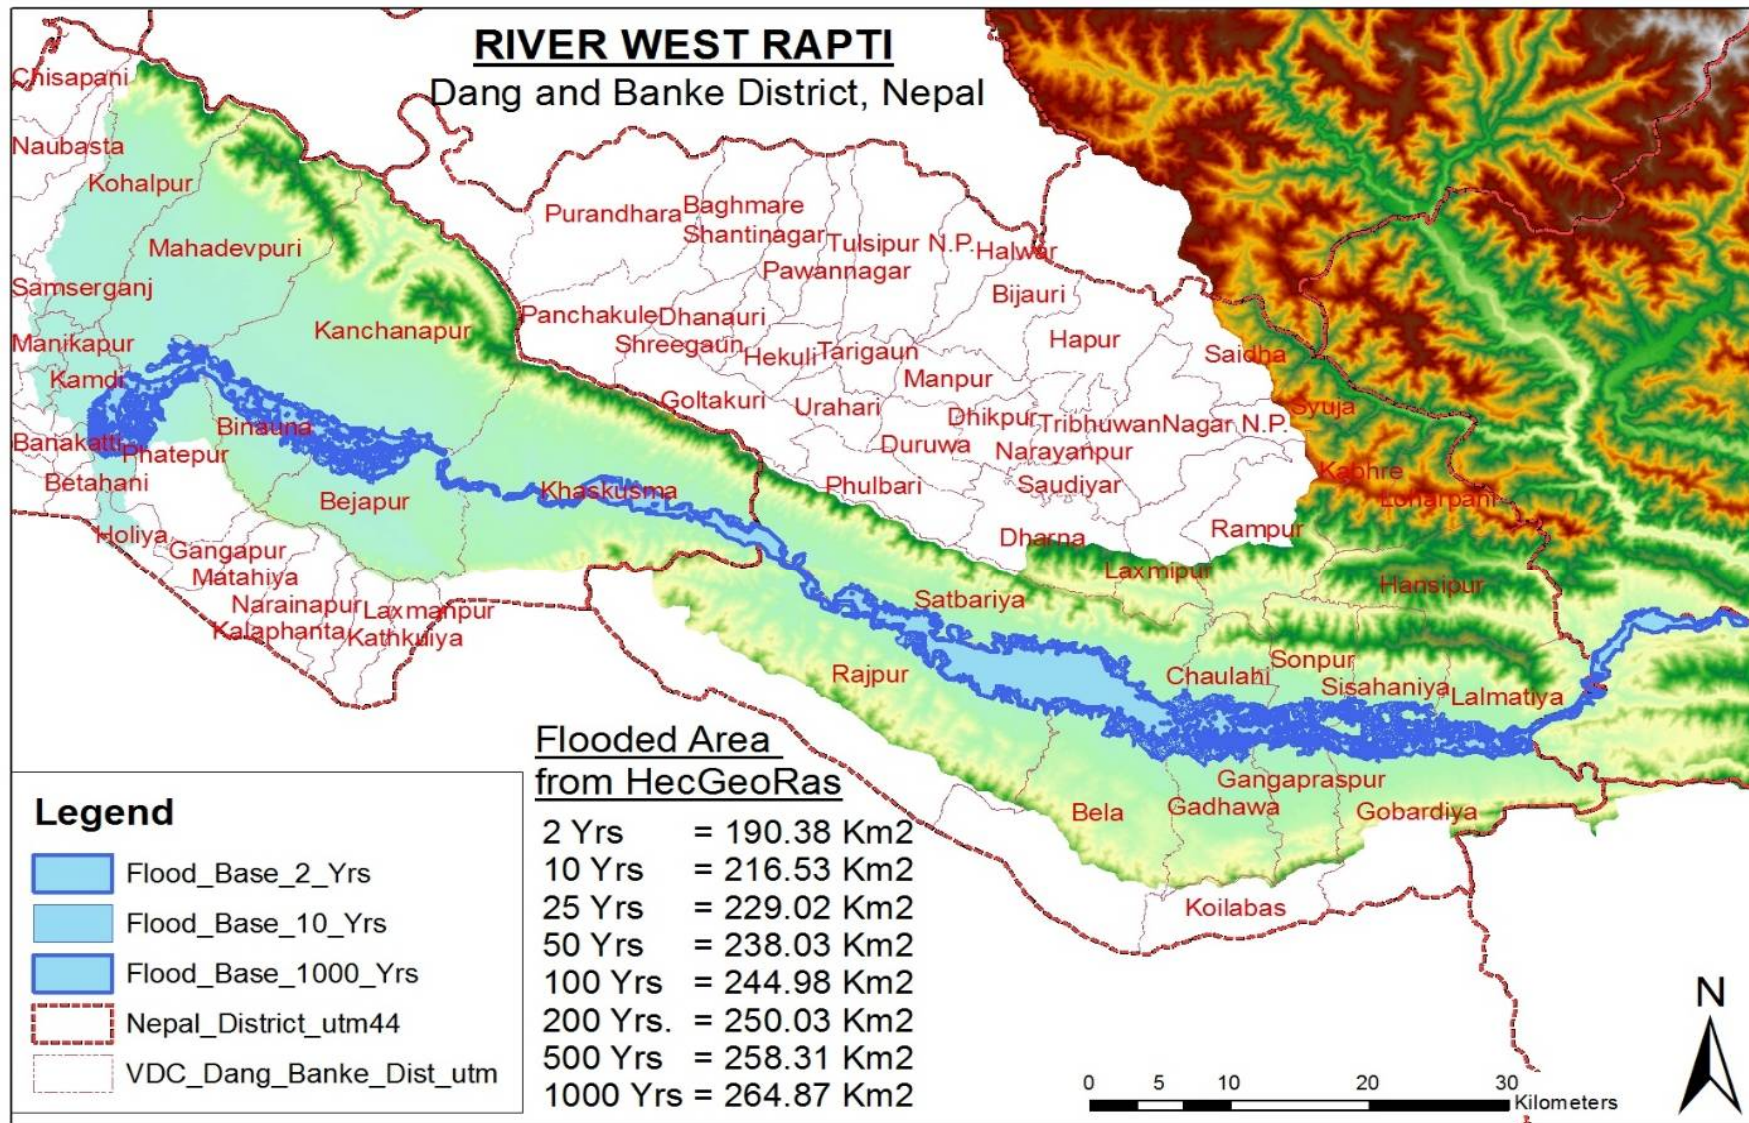 RIVER WEST RAPTI
Dang and Banke District, Nepal
Chisapani
Naubasta
Kohalpur
Mahadevpuri
Samserganj
Kanchanapur
Manikapur
Kamdi
Binauna
Banakatti
Phatepur
Betahani
Bejapur
Khaskusma
Holiya
Gangapur
Matahiya
Narainapur
Laxmanpur
Kalaphanta
Kathkuiya
Purandhara
Baghmare
Shantinagar
Tulsipur N.P.
Halwar
Pawannagar
Bijauri
Panchakule
Dhanauri
Shreegaun
Hekuli
Tarigaun
Hapur
Manpur
Saidha
Goltakuri
Urahari
Dhikpur
TribhuwanNagar N.P.
Syuja
Duruwa
Narayanpur
Phulbari
Saudiyar
Kabhre
Loharpani
Dharna
Rampur
Laxmipur
Hansipur
Satbariya
Rajpur
Chaulahi
Sonpur
Sisahaniya
Lalmatiya
Gangapraspur
Bela
Gadhawa
Gobardiya
Koilabas
Flooded Area
from HecGeoRas
2 Yrs = 190.38 Km2
10 Yrs = 216.53 Km2
25 Yrs = 229.02 Km2
50 Yrs = 238.03 Km2
100 Yrs = 244.98 Km2
200 Yrs. = 250.03 Km2
500 Yrs = 258.31 Km2
1000 Yrs = 264.87 Km2
Legend
Flood_Base_2_Yrs
Flood_Base_10_Yrs
Flood_Base_1000_Yrs
Nepal_District_utm44
VDC_Dang_Banke_Dist_utm
N
0 5 10 20 30
Kilometers